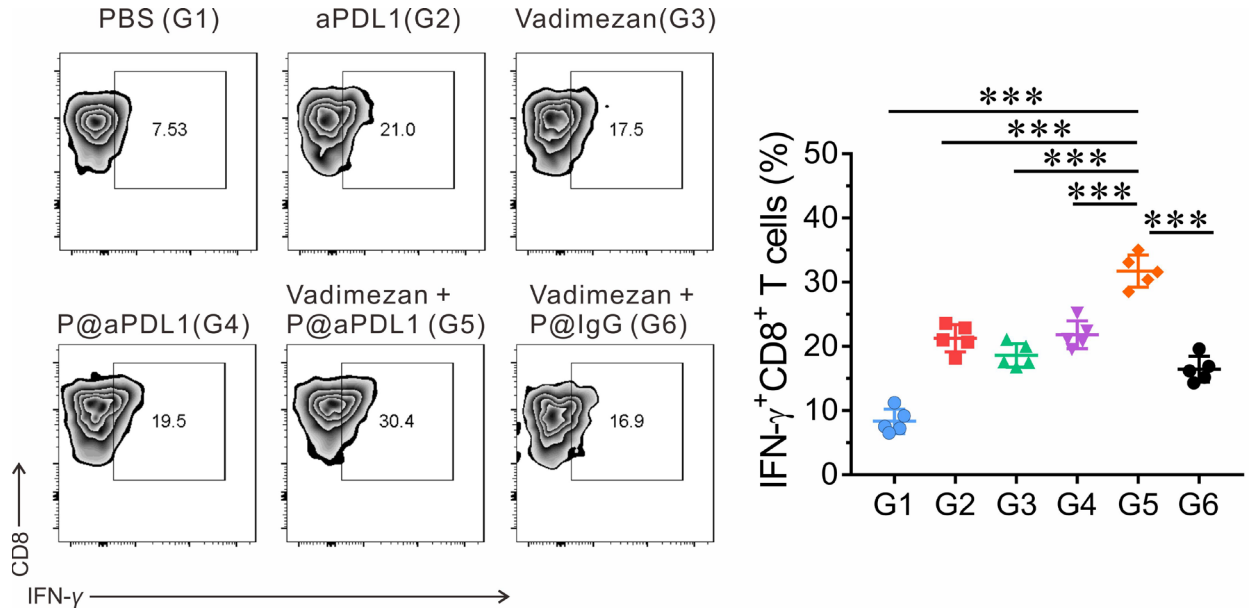 PBS (G1)
aPDL1(G2)
Vadimezan(G3)
7.53
21.0
17.5
P@aPDL1(G4)
Vadimezan +
P@aPDL1 (G5)
Vadimezan +
P@IgG (G6)
19.5
30.4
16.9
CD8
IFN-γ
***
***
***
***
***
IFN-γ⁺CD8⁺ T cells (%)
50
40
30
20
10
0
G1 G2 G3 G4 G5 G6